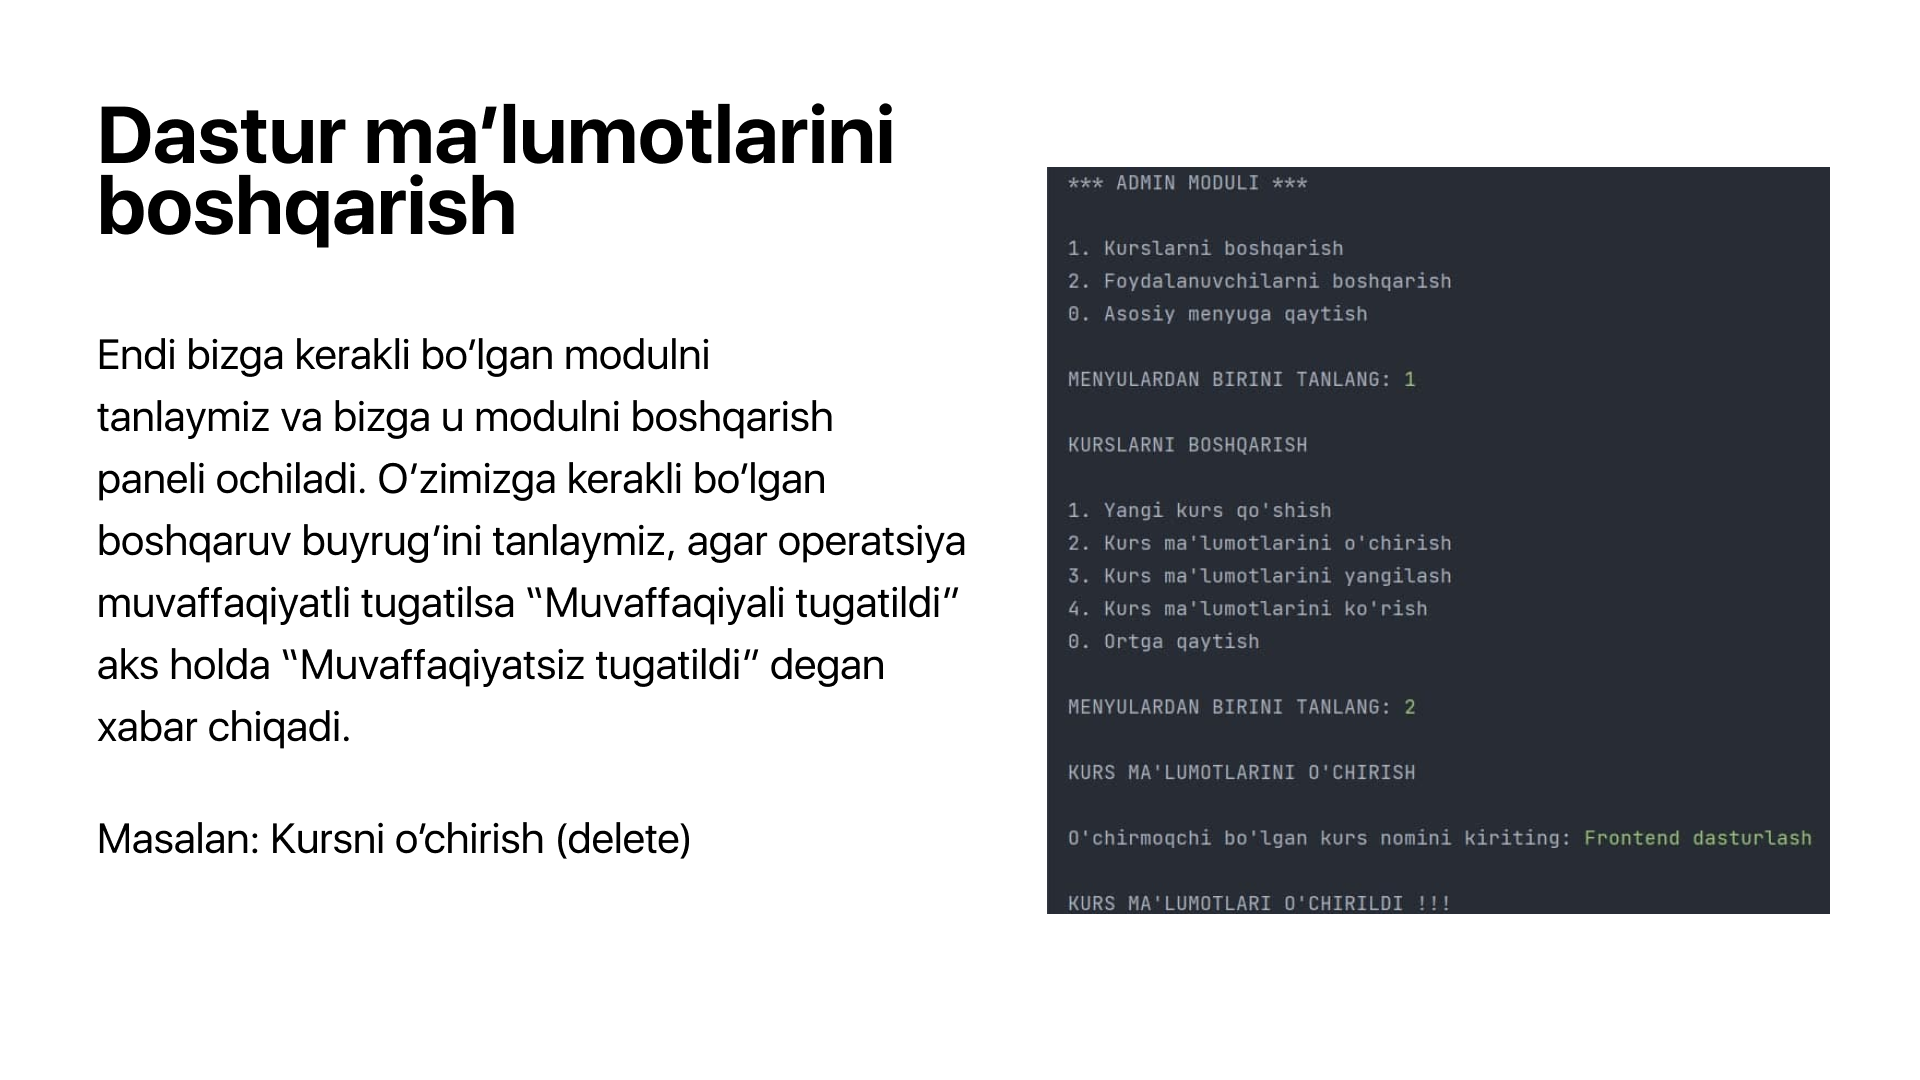 Dastur ma’lumotlarini
boshqarish
Endi bizga kerakli bo’lgan modulni
tanlaymiz va bizga u modulni boshqarish
paneli ochiladi. O’zimizga kerakli bo’lgan
boshqaruv buyrug’ini tanlaymiz, agar operatsiya
muvaffaqiyatli tugatilsa “Muvaffaqiyali tugatildi”
aks holda “Muvaffaqiyatsiz tugatildi” degan
xabar chiqadi.
Masalan: Kursni o’chirish (delete)
*** ADMIN MODULI ***
1. Kurslarni boshqarish
2. Foydalanuvchilarni boshqarish
0. Asosiy menyuga qaytish
MENYULARDAN BIRINI TANLANG: 1
KURSLARNI BOSHQARISH
1. Yangi kurs qo'shish
2. Kurs ma'lumotlarini o'chirish
3. Kurs ma'lumotlarini yangilash
4. Kurs ma'lumotlarini ko'rish
0. Ortga qaytish
MENYULARDAN BIRINI TANLANG: 2
KURS MA'LUMOTLARINI O'CHIRISH
O'chirmoqchi bo'lgan kurs nomini kiriting: Frontend dasturlash
KURS MA'LUMOTLARI O'CHIRILDI !!!